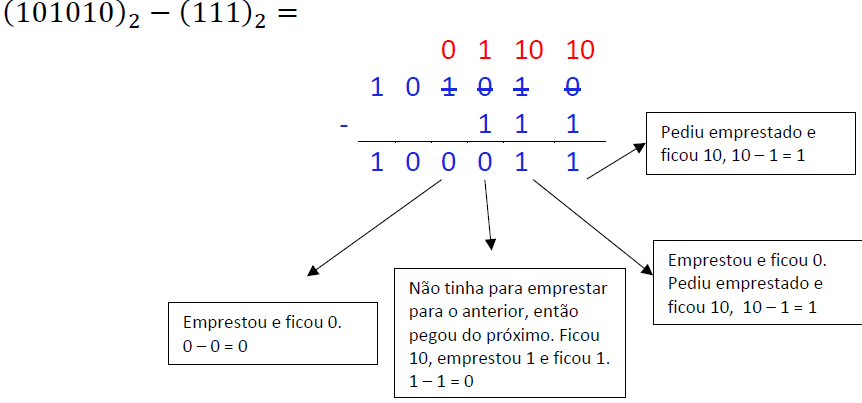 (101010)₂ − (111)₂ =
0 1 10 10
1 0 1 0 1 0
- 1 1 1
1 0 0 0 1 1
Pediu emprestado e
ficou 10, 10 – 1 = 1
Emprestou e ficou 0.
Pediu emprestado e
ficou 10, 10 – 1 = 1
Não tinha para emprestar
para o anterior, então
pegou do próximo. Ficou
10, emprestou 1 e ficou 1.
1 – 1 = 0
Emprestou e ficou 0.
0 – 0 = 0